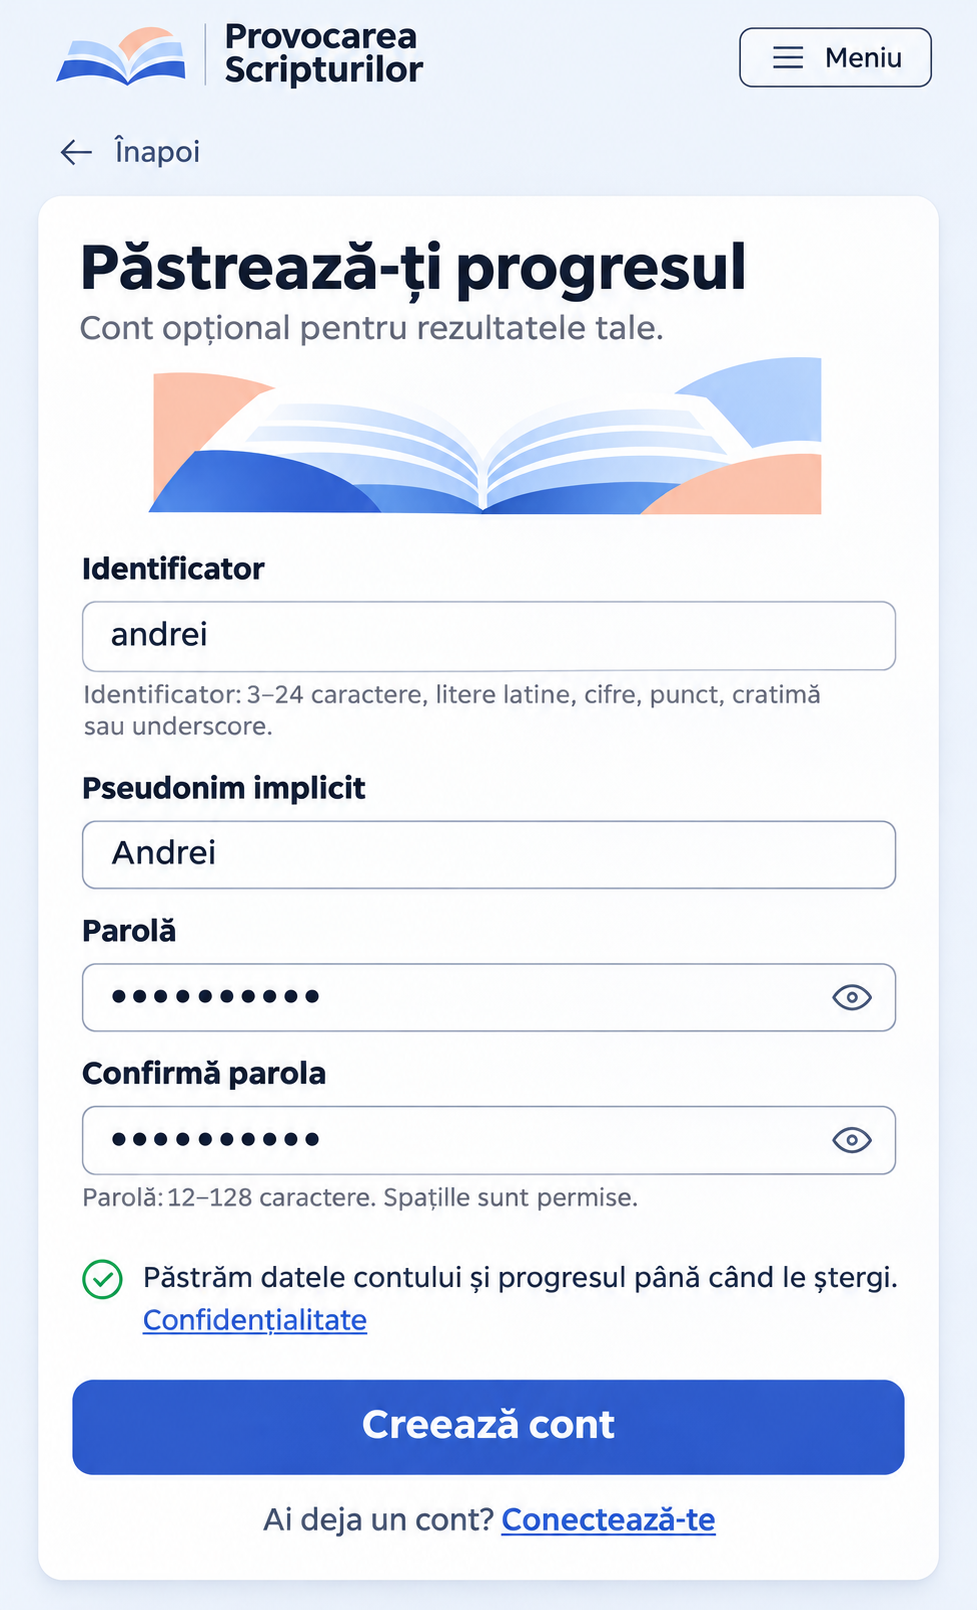 Provocarea
Scripturilor
Meniu
Înapoi
Păstrează-ți progresul
Cont opțional pentru rezultatele tale.
Identificator
andrei
Identificator: 3–24 caractere, litere latine, cifre, punct, cratimă
sau underscore.
Pseudonim implicit
Andrei
Parolă
••••••••••
Confirmă parola
••••••••••
Parolă: 12–128 caractere. Spațille sunt permise.
Păstrăm datele contului și progresul până când le ștergi.
Confidențialitate
Creează cont
Ai deja un cont? Conectează-te